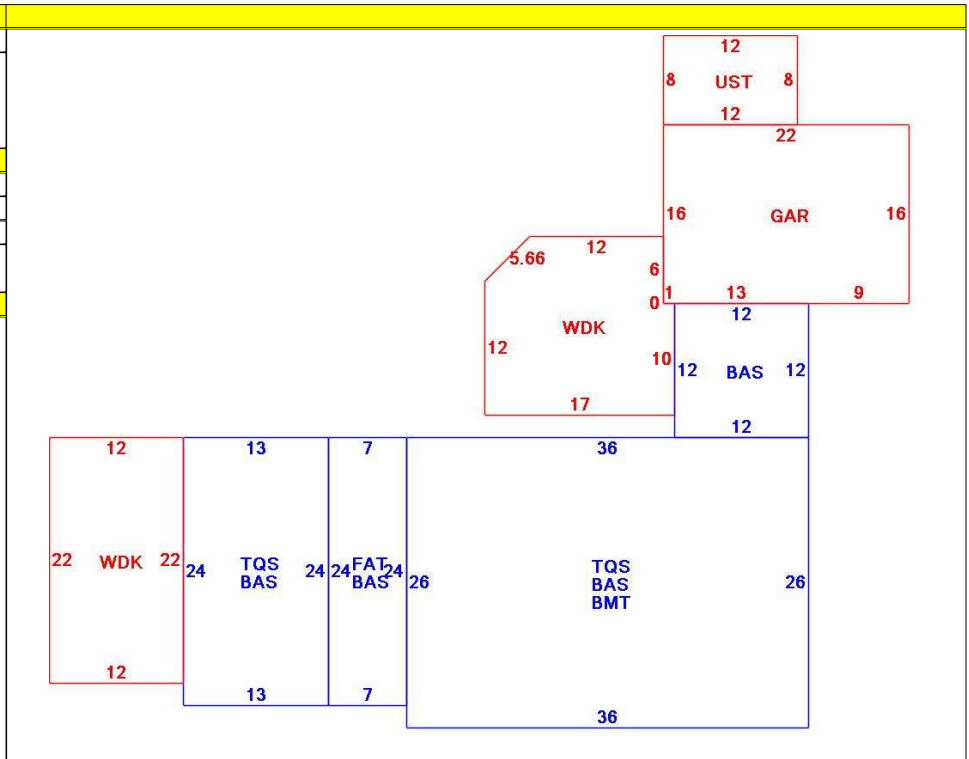 12
8 UST 8
12
22
16 GAR 16
12
5.66
6
1 13 9
0
12
WDK
12 10
12 BAS 12
17
12
12 13 7 36
22 WDK 22
24 TQS 24 24 FAT 24
BAS BAS
26 TQS 26
BAS
BMT
12
13 7
36